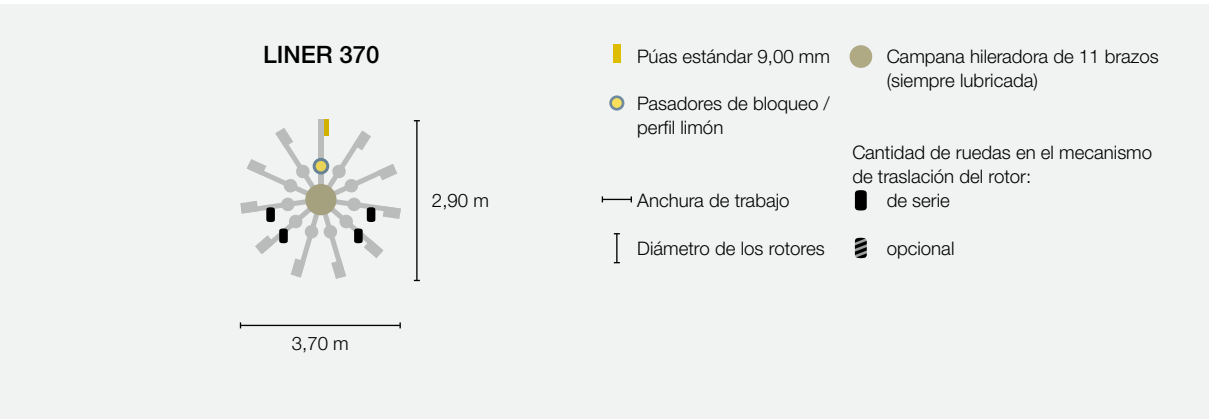 LINER 370
2,90 m
3,70 m
Púas estándar 9,00 mm
Pasadores de bloqueo /
perfil limón
Anchura de trabajo
Diámetro de los rotores
Campana hileradora de 11 brazos
(siempre lubricada)
Cantidad de ruedas en el mecanismo
de traslación del rotor:
de serie
opcional